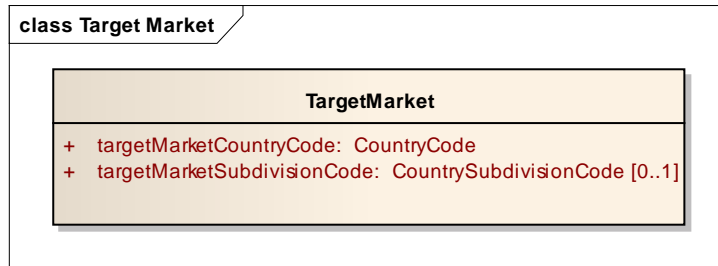 class Target Market
TargetMarket
+ targetMarketCountryCode: CountryCode
+ targetMarketSubdivisionCode: CountrySubdivisionCode [0..1]